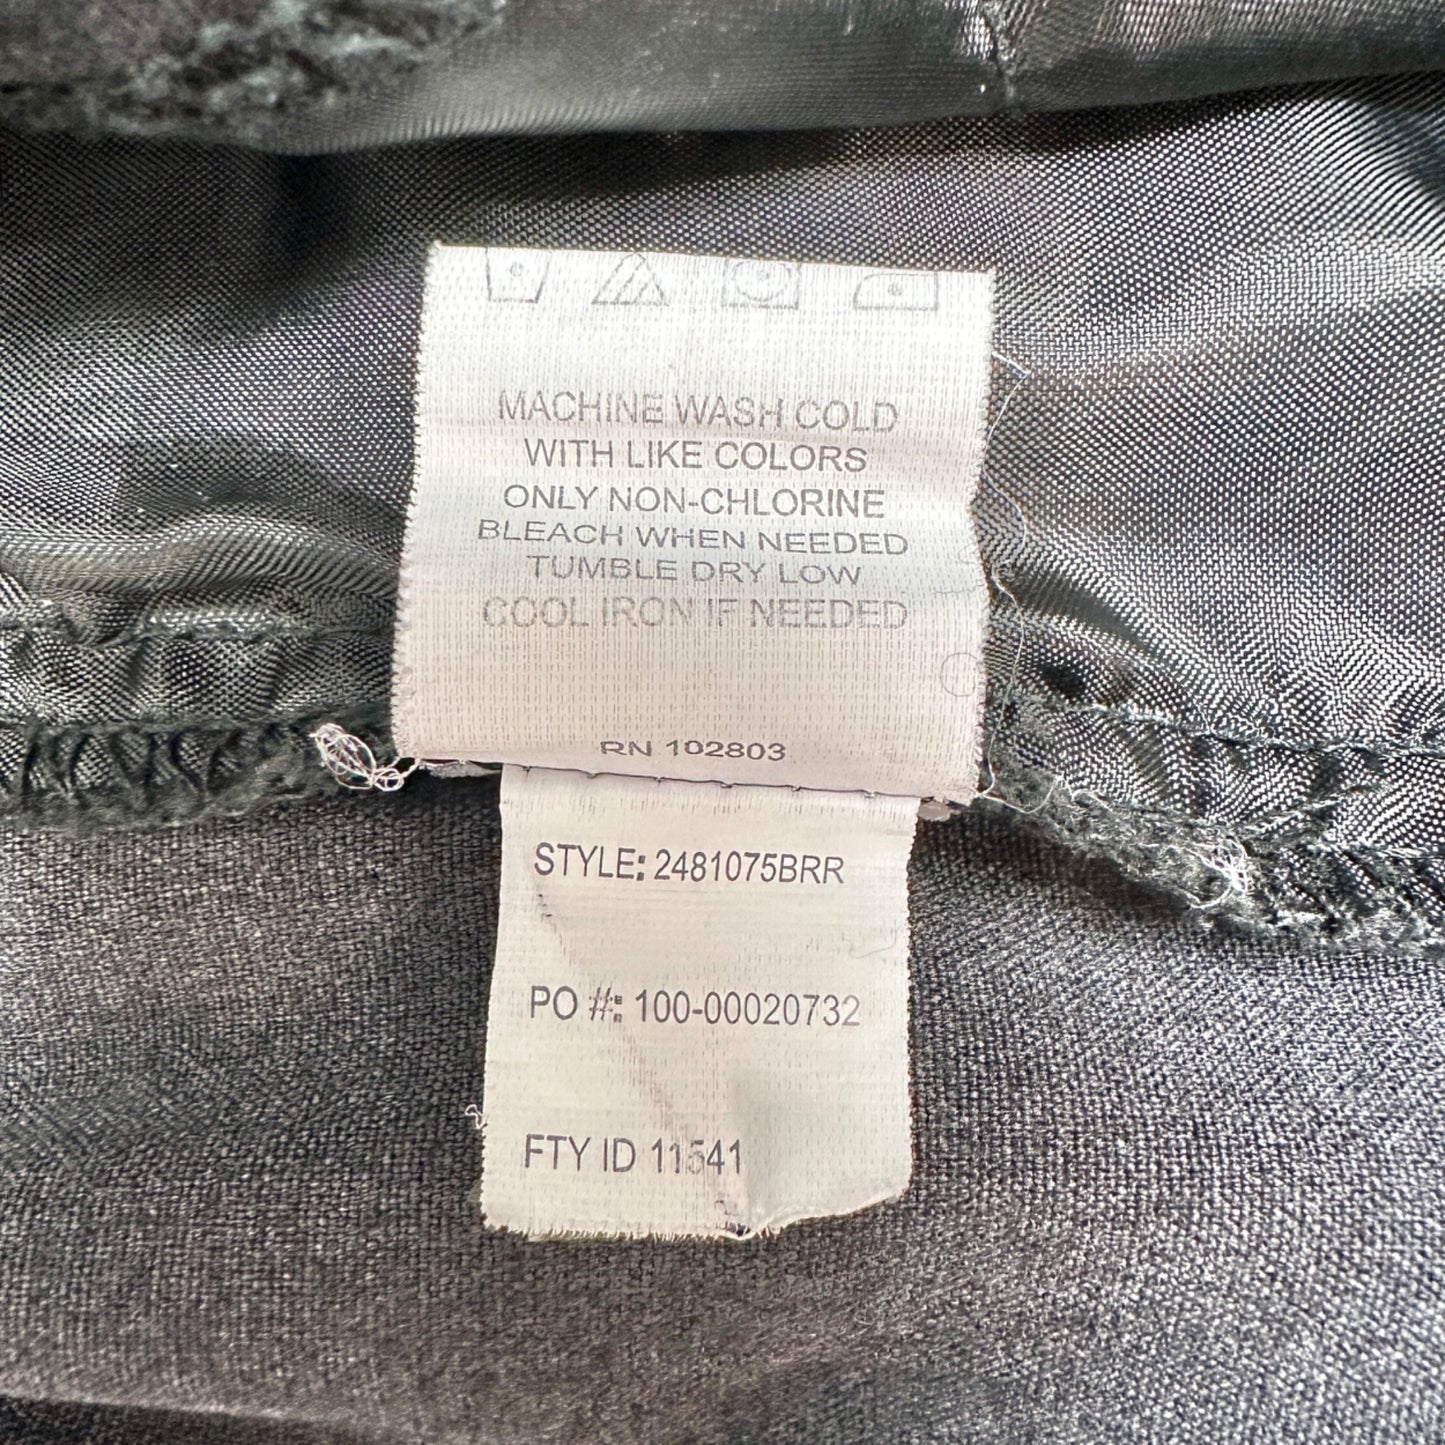 MACHINE WASH COLD
WITH LIKE COLORS
ONLY NON-CHLORINE
BLEACH WHEN NEEDED
TUMBLE DRY LOW
COOL IRON IF NEEDED
RN 102803
STYLE: 2481075BRR
PO #: 100-00020732
FTY ID 11541